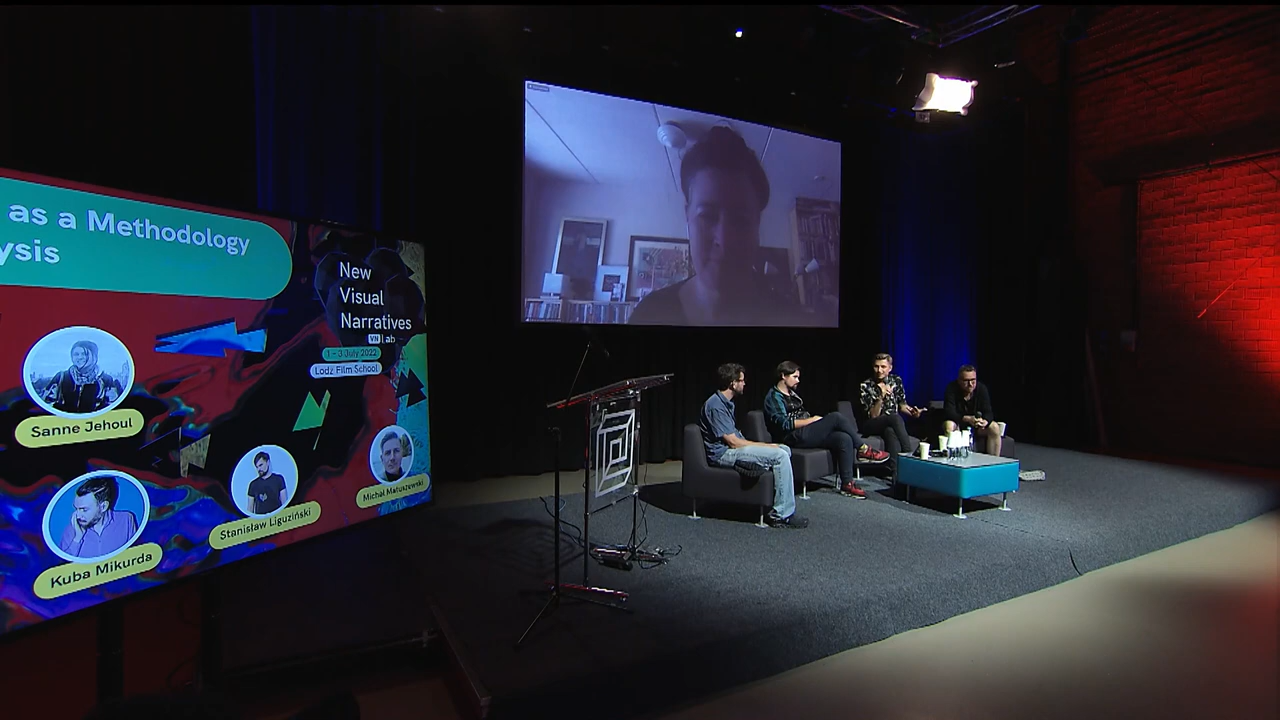 as a Methodology
ysis
New
Visual
Narratives
VN Lab
1 - 3 July 2022
Lodz Film School
Sanne Jehoul
Kuba Mikurda
Stanisław Liguziński
Michał Matuszewski